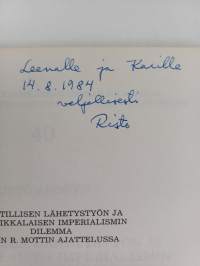 Leenalle ja Karille
14.8.1984
veljellisesti
Risto
TILLISEN LÄHETYSTYÖN JA
IKKALAISEN IMPERIALISMIN
DILEMMA
N R. MOTTIN AJATTELUSSA